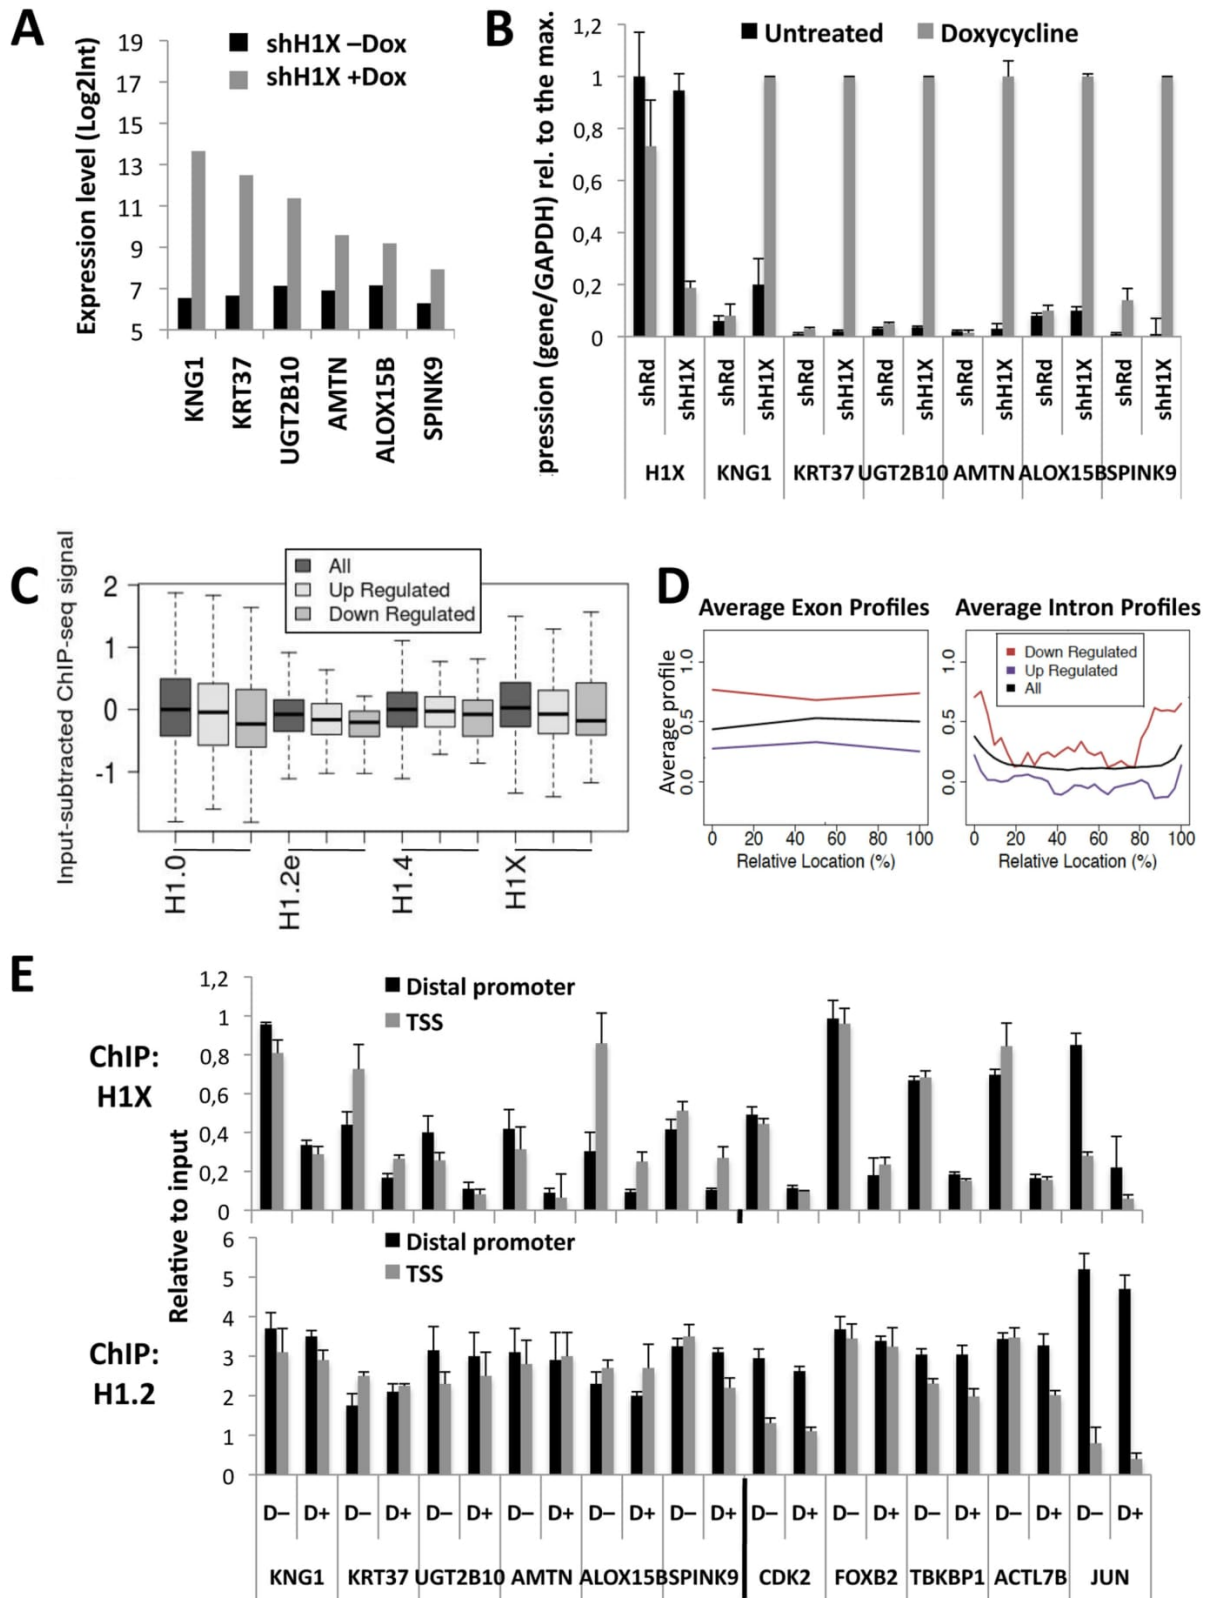 A
Expression level (Log2Int)
19
17
15
13
11
9
7
5
shH1X –Dox
shH1X +Dox
KNG1
KRT37
UGT2B10
AMTN
ALOX15B
SPINK9
B
pression (gene/GAPDH) rel. to the max.
1,2
1
0,8
0,6
0,4
0,2
0
Untreated
Doxycycline
shRd shH1X shRd shH1X shRd shH1X shRd shH1X shRd shH1X shRd shH1X shRd shH1X
H1X KNG1 KRT37 UGT2B10 AMTN ALOX15B SPINK9
C
Input-subtracted ChIP-seq signal
2
1
0
-1
All
Up Regulated
Down Regulated
H1.0
H1.2e
H1.4
H1X
D
Average Exon Profiles
Average profile
1.0
0.5
0.0
0 20 40 60 80 100
Relative Location (%)
Average Intron Profiles
1.0
0.5
0.0
Down Regulated
Up Regulated
All
0 20 40 60 80 100
Relative Location (%)
E
ChIP:
H1X
Relative to input
1,2
1
0,8
0,6
0,4
0,2
0
Distal promoter
TSS
ChIP:
H1.2
6
5
4
3
2
1
0
Distal promoter
TSS
D– D+ D– D+ D– D+ D– D+ D– D+ D– D+ D– D+ D– D+ D– D+ D– D+ D– D+
KNG1 KRT37 UGT2B10 AMTN ALOX15B SPINK9 CDK2 FOXB2 TBKBP1 ACTL7B JUN